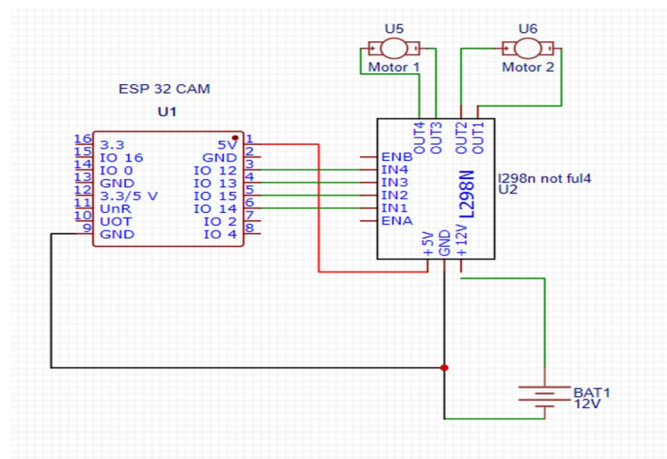 U5
Motor 1
U6
Motor 2
ESP 32 CAM
U1
16 3.3
15 IO 16
14 IO 0
13 GND
12 3.3/5 V
11 UnR
10 UOT
9 GND
5V 1
GND 2
IO 12 3
IO 13 4
IO 15 5
IO 14 6
IO 2 7
IO 4 8
OUT4
OUT3
OUT2
OUT1
ENB
IN4
IN3
IN2
IN1
ENA
L298N
+ 5V
GND
+ 12V
l298n not ful4
U2
BAT1
12V